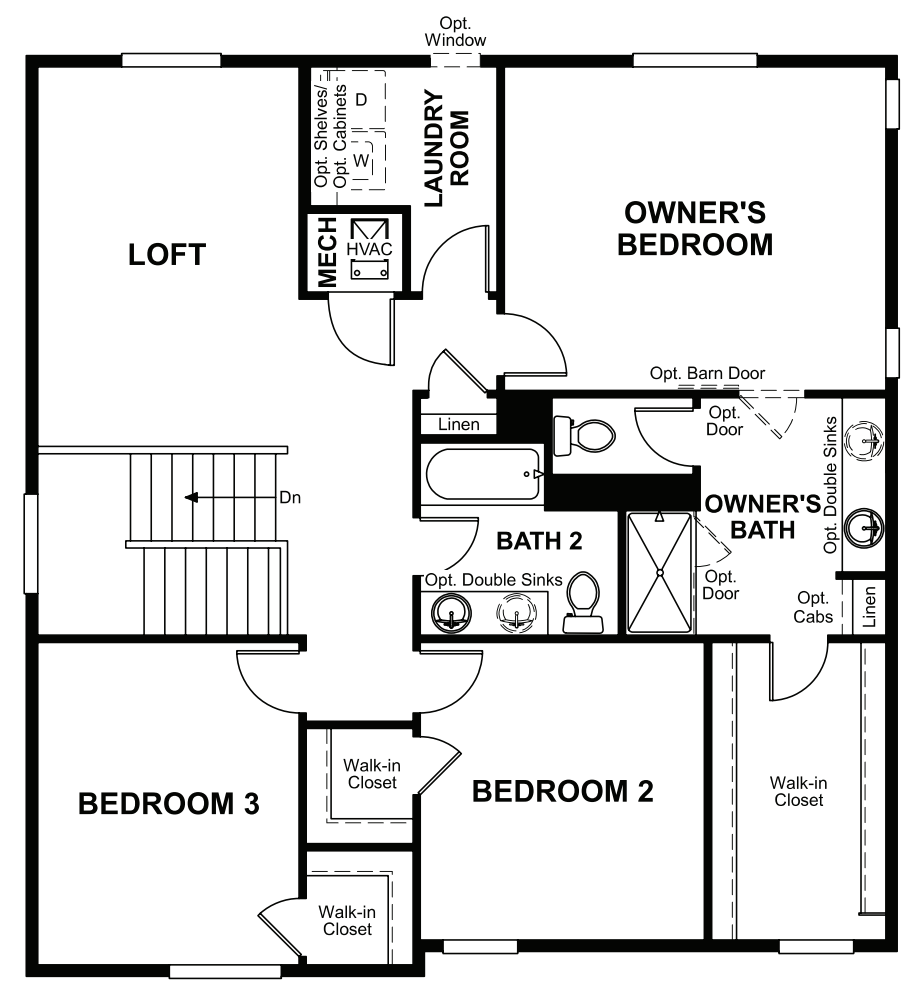 Opt.
Window
Opt. Shelves/
Opt. Cabinets
D
W
LAUNDRY
ROOM
OWNER'S
BEDROOM
LOFT
MECH
HVAC
Opt. Barn Door
Linen
Opt.
Door
Opt. Double Sinks
Dn
OWNER'S
BATH
BATH 2
Opt. Double Sinks
Opt.
Door
Opt.
Cabs
Linen
Walk-in
Closet
BEDROOM 3
BEDROOM 2
Walk-in
Closet
Walk-in
Closet